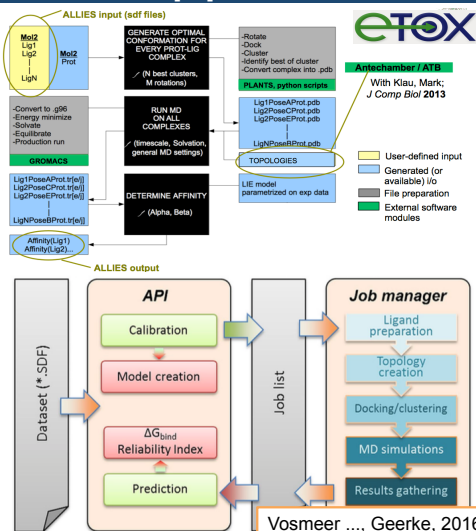 ALLIES input (sdf files)
Mol2
Lig1
Lig2
LigN
Mol2
Prot
GENERATE OPTIMAL
CONFORMATION FOR
EVERY PROT-LIG
COMPLEX
(N best clusters, M
rotations)
-Rotate
-Dock
-Cluster
-Identify best of cluster
-Convert complex into .pdb
PLANTS, python scripts
eTOX
Antechamber / ATB
With Klau, Mark;
J Comp Biol 2013
-Convert to .g96
-Energy minimize
-Solvate
-Equilibrate
-Production run
GROMACS
RUN MD
ON ALL
COMPLEXES
(timescale, Solvation,
general MD settings)
Lig1PoseAProt.pdb
Lig2PoseCProt.pdb
Lig2PoseEProt.pdb
LigNPoseBProt.pdb
TOPOLOGIES
User-defined input
Generated (or
available) i/o
File preparation
External software
modules
Lig1PoseAProt.tr[e/j]
Lig2PoseCProt.tr[e/j]
Lig2PoseEProt.tr[e/j]
LigNPoseBProt.tr[e/j]
DETERMINE AFFINITY
(Alpha, Beta)
LIE model
parametrized on exp data
Affinity(Lig1)
Affinity(Lig2)...
ALLIES output
Dataset (*.SDF)
API
Calibration
Model creation
ΔGbind
Reliability Index
Prediction
Job list
Job manager
Ligand
preparation
Topology
creation
Docking/clustering
MD simulations
Results gathering
Vosmeer ..., Geerke, 201